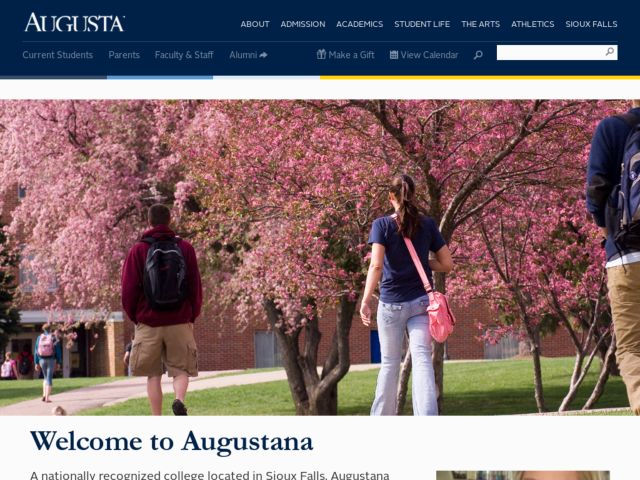 AUGUSTA
ABOUT ADMISSION ACADEMICS STUDENT LIFE THE ARTS ATHLETICS SIOUX FALLS
Current Students Parents Faculty & Staff Alumni Make a Gift View Calendar
Welcome to Augustana
A nationally recognized college located in Sioux Falls, Augustana